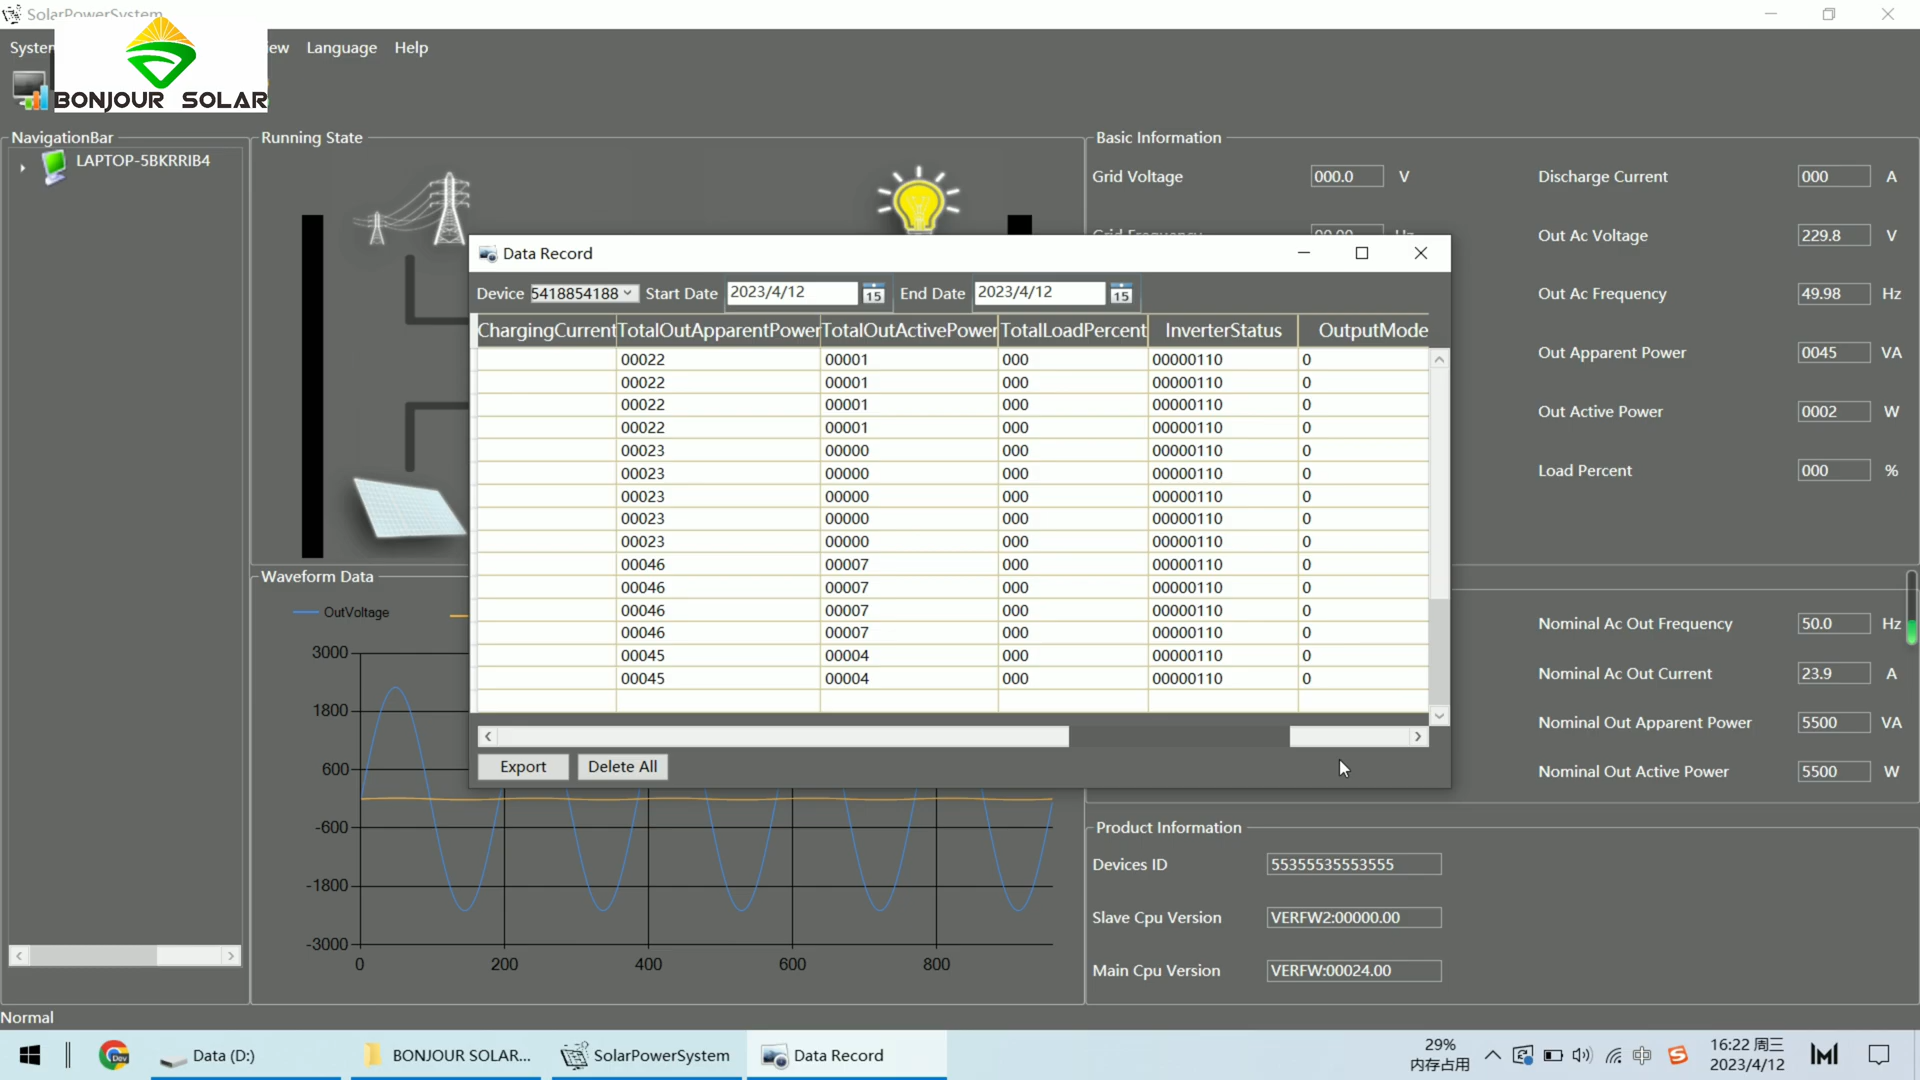 SolarPowerSystem
Language Help
BONJOUR SOLAR
NavigationBar
LAPTOP-5BKRRIB4
Running State
Basic Information
Grid Voltage 000.0 V
Discharge Current 000 A
Out Ac Voltage 229.8 V
Out Ac Frequency 49.98 Hz
Out Apparent Power 0045 VA
Out Active Power 0002 W
Load Percent 000 %
Data Record
Device 5418854188 Start Date 2023/4/12 15 End Date 2023/4/12 15
ChargingCurrent TotalOutApparentPower TotalOutActivePower TotalLoadPercent InverterStatus OutputMode
00022 00001 000 00000110 0
00022 00001 000 00000110 0
00022 00001 000 00000110 0
00022 00001 000 00000110 0
00023 00000 000 00000110 0
00023 00000 000 00000110 0
00023 00000 000 00000110 0
00023 00000 000 00000110 0
00023 00000 000 00000110 0
00046 00007 000 00000110 0
00046 00007 000 00000110 0
00046 00007 000 00000110 0
00046 00007 000 00000110 0
00045 00004 000 00000110 0
00045 00004 000 00000110 0
Export Delete All
Waveform Data
OutVoltage
3000
1800
600
-600
-1800
-3000
0 200 400 600 800
Nominal Ac Out Frequency 50.0 Hz
Nominal Ac Out Current 23.9 A
Nominal Out Apparent Power 5500 VA
Nominal Out Active Power 5500 W
Product Information
Devices ID 55355535553555
Slave Cpu Version VERFW2:00000.00
Main Cpu Version VERFW:00024.00
Normal
Dev
Data (D:)
BONJOUR SOLAR...
SolarPowerSystem
Data Record
29%
内存占用
中
16:22 周三
2023/4/12